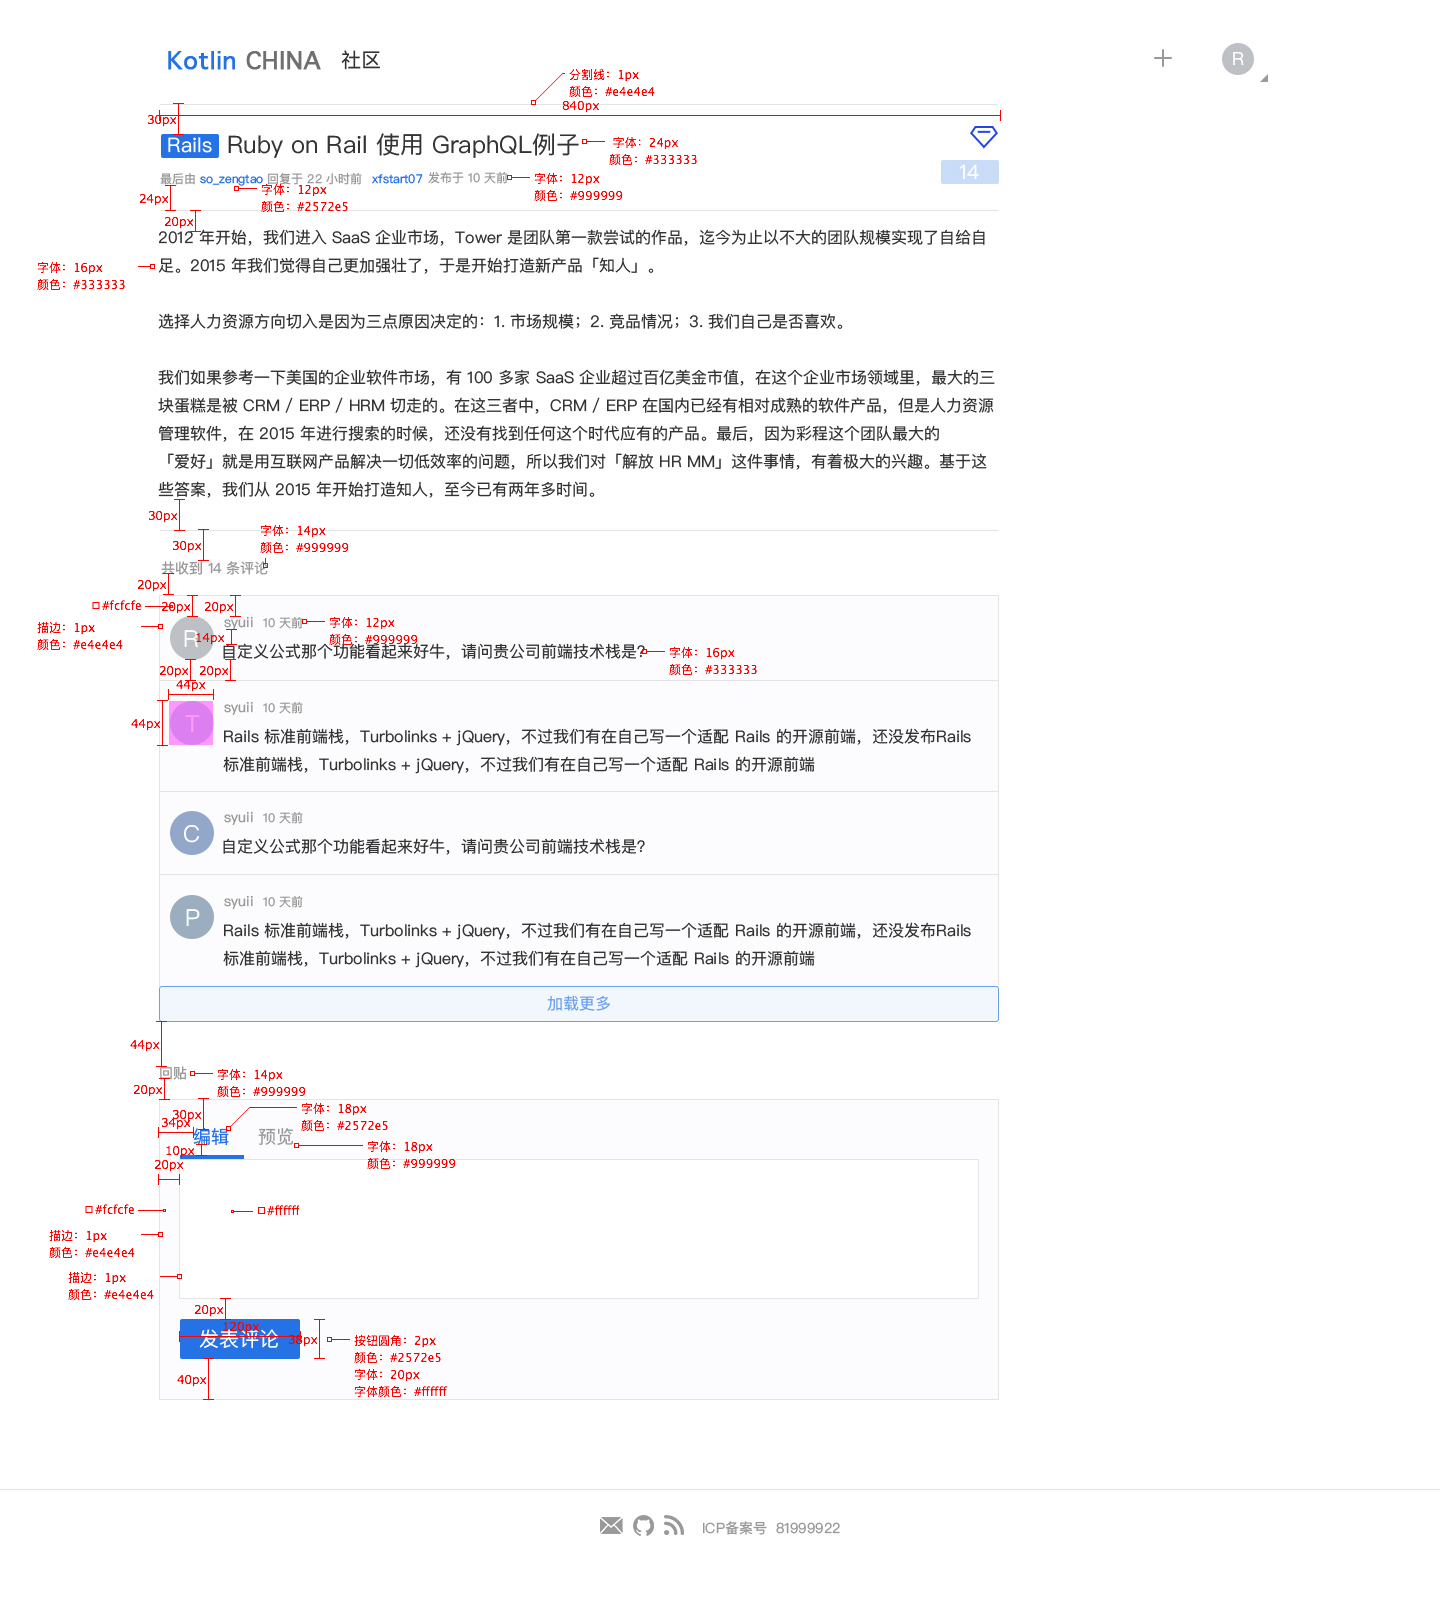 Kotlin CHINA 社区
R
分割线：1px
颜色：#e4e4e4
840px
30px
Rails Ruby on Rail 使用 GraphQL例子
字体：24px
颜色：#333333
14
最后由 so_zengtao 回复于 22 小时前 xfstart07 发布于 10 天前
字体：12px
颜色：#999999
字体：12px
颜色：#2572e5
24px
20px
2012 年开始，我们进入 SaaS 企业市场，Tower 是团队第一款尝试的作品，迄今为止以不大的团队规模实现了自给自
足。2015 年我们觉得自己更加强壮了，于是开始打造新产品「知人」。
字体：16px
颜色：#333333
选择人力资源方向切入是因为三点原因决定的：1. 市场规模；2. 竞品情况；3. 我们自己是否喜欢。
我们如果参考一下美国的企业软件市场，有 100 多家 SaaS 企业超过百亿美金市值，在这个企业市场领域里，最大的三
块蛋糕是被 CRM / ERP / HRM 切走的。在这三者中，CRM / ERP 在国内已经有相对成熟的软件产品，但是人力资源
管理软件，在 2015 年进行搜索的时候，还没有找到任何这个时代应有的产品。最后，因为彩程这个团队最大的
「爱好」就是用互联网产品解决一切低效率的问题，所以我们对「解放 HR MM」这件事情，有着极大的兴趣。基于这
些答案，我们从 2015 年开始打造知人，至今已有两年多时间。
30px
30px
字体：14px
颜色：#999999
共收到 14 条评论
20px
#fcfcfe
20px
20px
描边：1px
颜色：#e4e4e4
R
syuii 10 天前
字体：12px
颜色：#999999
14px
自定义公式那个功能看起来好牛，请问贵公司前端技术栈是?
字体：16px
颜色：#333333
20px
20px
44px
44px
T
syuii 10 天前
Rails 标准前端栈，Turbolinks + jQuery，不过我们有在自己写一个适配 Rails 的开源前端，还没发布Rails
标准前端栈，Turbolinks + jQuery，不过我们有在自己写一个适配 Rails 的开源前端
C
syuii 10 天前
自定义公式那个功能看起来好牛，请问贵公司前端技术栈是?
P
syuii 10 天前
Rails 标准前端栈，Turbolinks + jQuery，不过我们有在自己写一个适配 Rails 的开源前端，还没发布Rails
标准前端栈，Turbolinks + jQuery，不过我们有在自己写一个适配 Rails 的开源前端
加载更多
44px
回贴
字体：14px
颜色：#999999
20px
30px
34px
字体：18px
颜色：#2572e5
编辑 预览
字体：18px
颜色：#999999
10px
20px
#fcfcfe
#ffffff
描边：1px
颜色：#e4e4e4
描边：1px
颜色：#e4e4e4
20px
120px
发表评论
38px
按钮圆角：2px
颜色：#2572e5
字体：20px
字体颜色：#ffffff
40px
ICP备案号 81999922